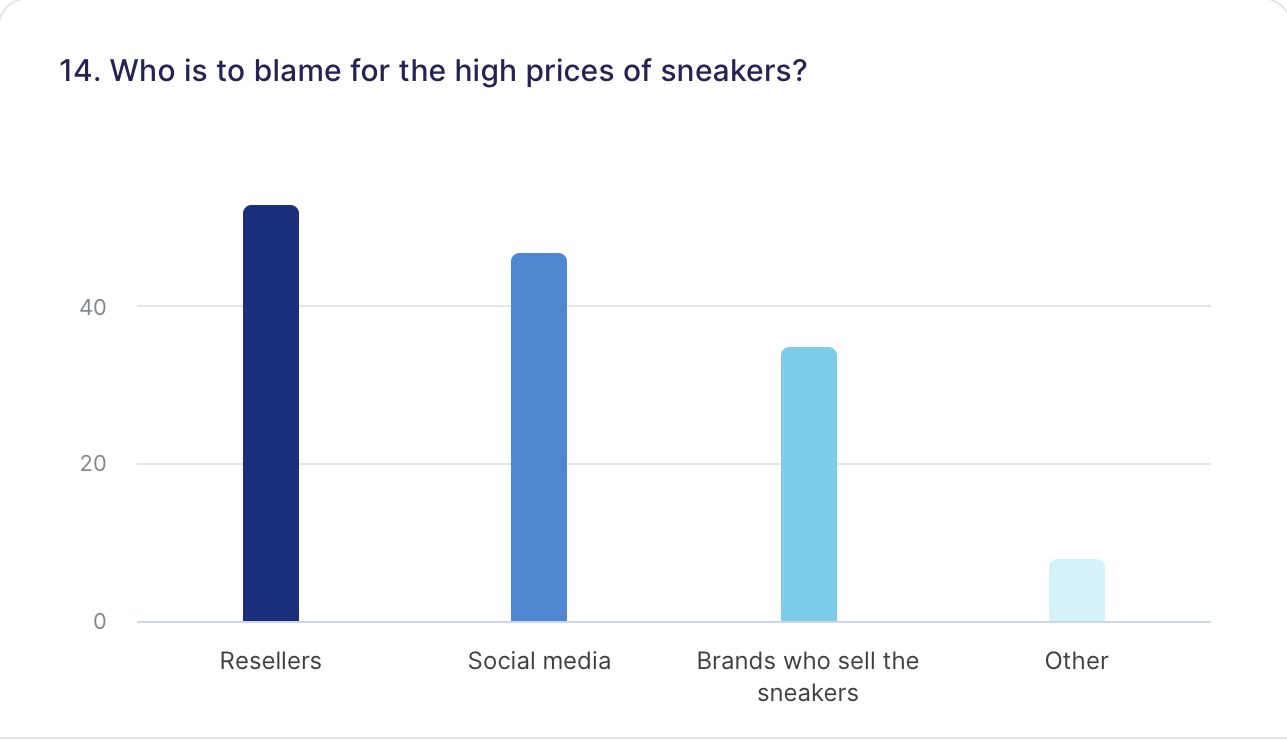 14. Who is to blame for the high prices of sneakers?
40
20
0
Resellers
Social media
Brands who sell the
sneakers
Other